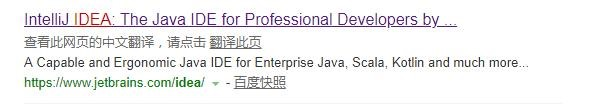 IntelliJ IDEA: The Java IDE for Professional Developers by ...
查看此网页的中文翻译，请点击 翻译此页
A Capable and Ergonomic Java IDE for Enterprise Java, Scala, Kotlin and much more...
https://www.jetbrains.com/idea/ - 百度快照